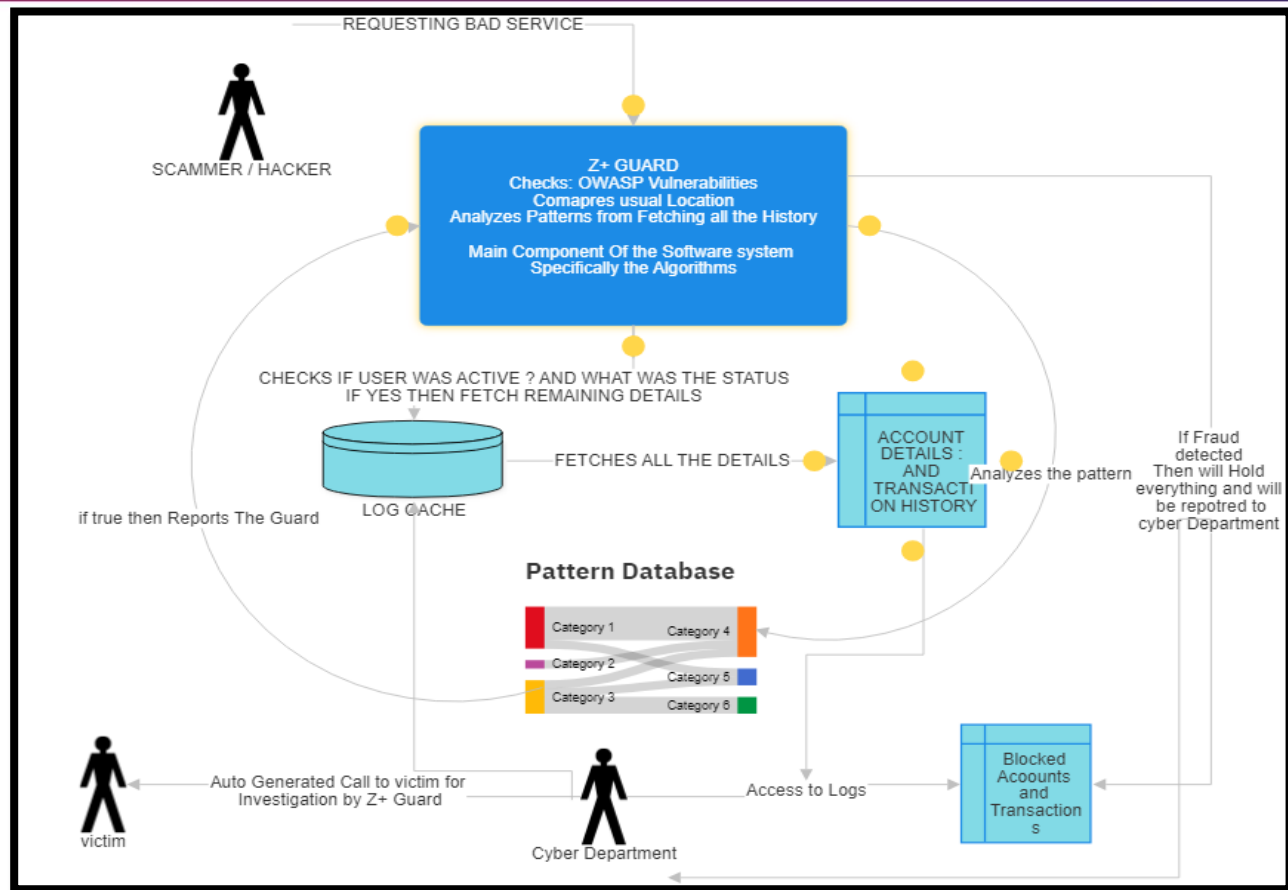 REQUESTING BAD SERVICE
SCAMMER / HACKER
Z+ GUARD
Checks: OWASP Vulnerabilities
Comapres usual Location
Analyzes Patterns from Fetching all the History
Main Component Of the Software system
Specifically the Algorithms
CHECKS IF USER WAS ACTIVE ? AND WHAT WAS THE STATUS
IF YES THEN FETCH REMAINING DETAILS
LOG CACHE
FETCHES ALL THE DETAILS
ACCOUNT
DETAILS :
AND
TRANSACTI
ON HISTORY
Analyzes the pattern
If Fraud
detected
Then will Hold
everything and will
be repotred to
cyber Department
if true then Reports The Guard
Pattern Database
Category 1
Category 2
Category 3
Category 4
Category 5
Category 6
victim
Auto Generated Call to victim for
Investigation by Z+ Guard
Cyber Department
Access to Logs
Blocked
Acoounts
and
Transaction
s